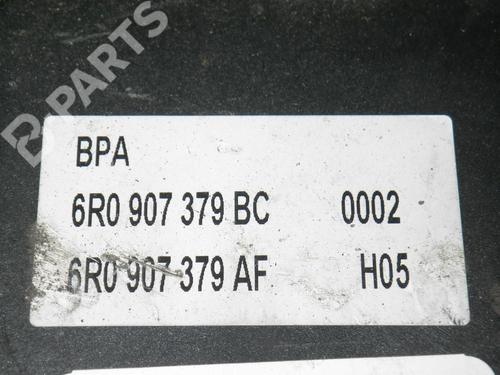 B-PARTS
BPA
6R0 907 379 BC 0002
6R0 907 379 AF H05